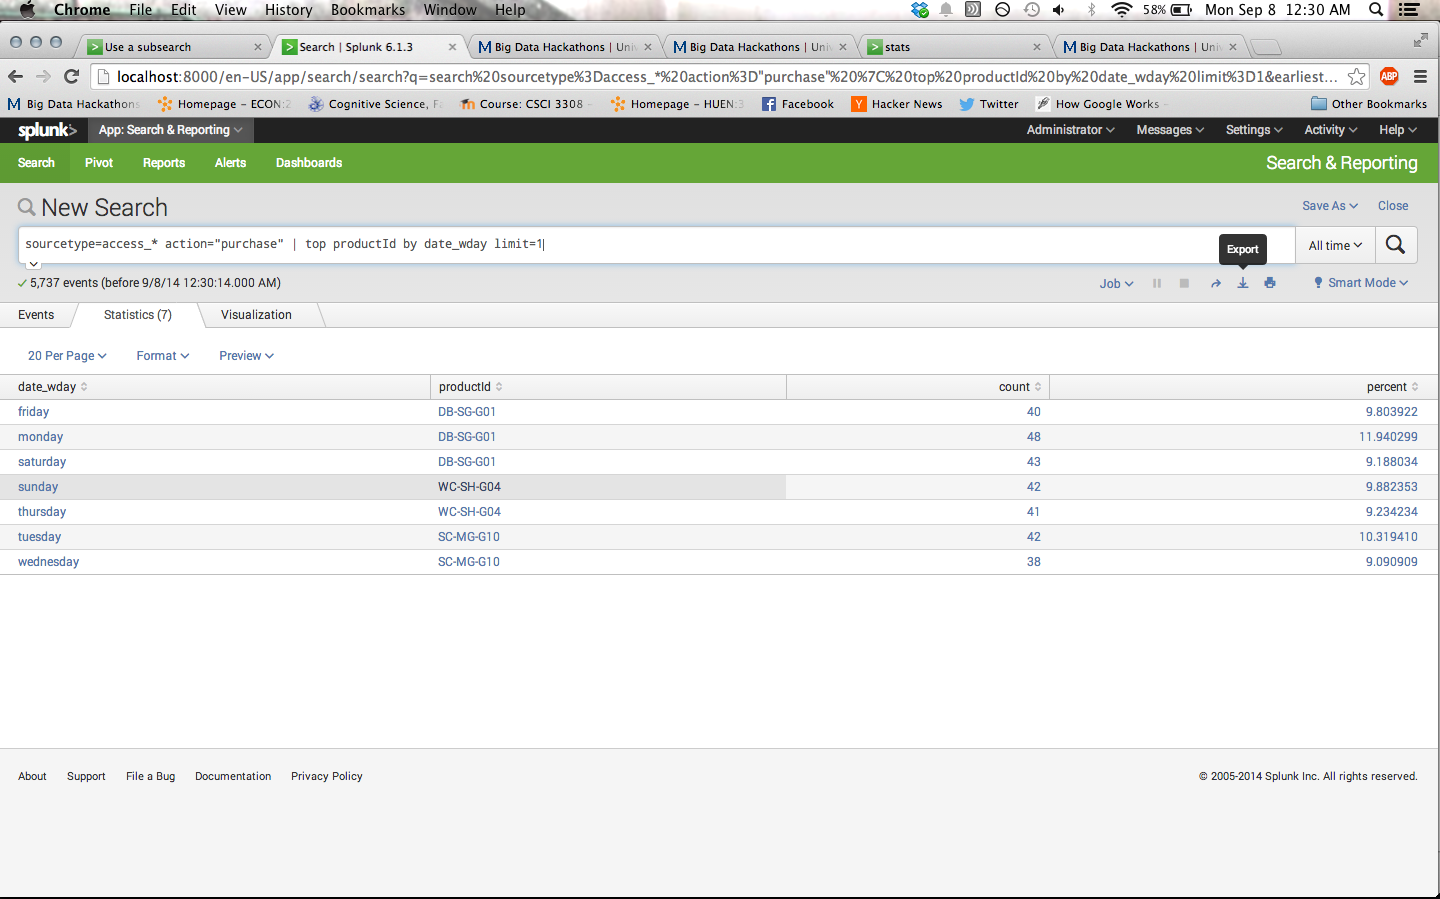 Chrome File Edit View History Bookmarks Window Help 58% Mon Sep 8 12:30 AM
Use a subsearch Search | Splunk 6.1.3 Big Data Hackathons | Univ Big Data Hackathons | Univ stats Big Data Hackathons | Univ
localhost:8000/en-US/app/search/search?q=search%20sourcetype%3Daccess_*%20action%3D"purchase"%20%7C%20top%20productId%20by%20date_wday%20limit%3D1&earliest... ABP
Big Data Hackathons Homepage – ECON:2 Cognitive Science, Fa Course: CSCI 3308 – Homepage – HUEN:3 Facebook Hacker News Twitter How Google Works – Other Bookmarks
splunk> App: Search & Reporting Administrator Messages Settings Activity Help
Search Pivot Reports Alerts Dashboards Search & Reporting
New Search Save As Close
sourcetype=access_* action="purchase" | top productId by date_wday limit=1 All time
Export
5,737 events (before 9/8/14 12:30:14.000 AM) Job Smart Mode
Events Statistics (7) Visualization
20 Per Page Format Preview
date_wday productId count percent
friday DB-SG-G01 40 9.803922
monday DB-SG-G01 48 11.940299
saturday DB-SG-G01 43 9.188034
sunday WC-SH-G04 42 9.882353
thursday WC-SH-G04 41 9.234234
tuesday SC-MG-G10 42 10.319410
wednesday SC-MG-G10 38 9.090909
About Support File a Bug Documentation Privacy Policy © 2005-2014 Splunk Inc. All rights reserved.